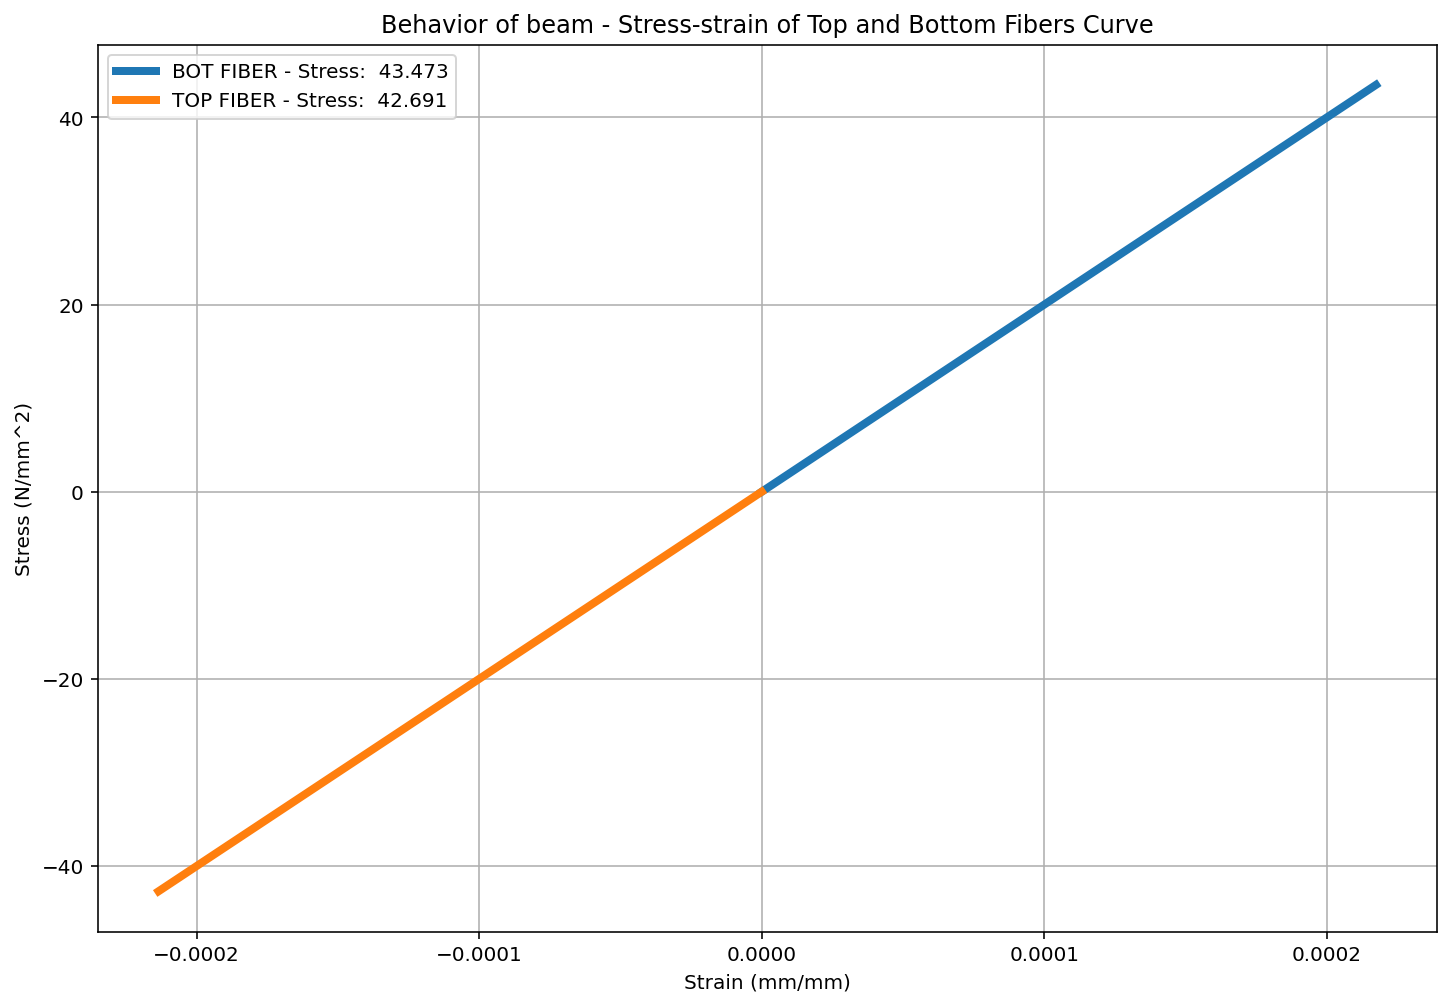 Behavior of beam - Stress-strain of Top and Bottom Fibers Curve
BOT FIBER - Stress:  43.473
TOP FIBER - Stress:  42.691
40
20
0
−20
−40
Stress (N/mm^2)
−0.0002
−0.0001
0.0000
0.0001
0.0002
Strain (mm/mm)